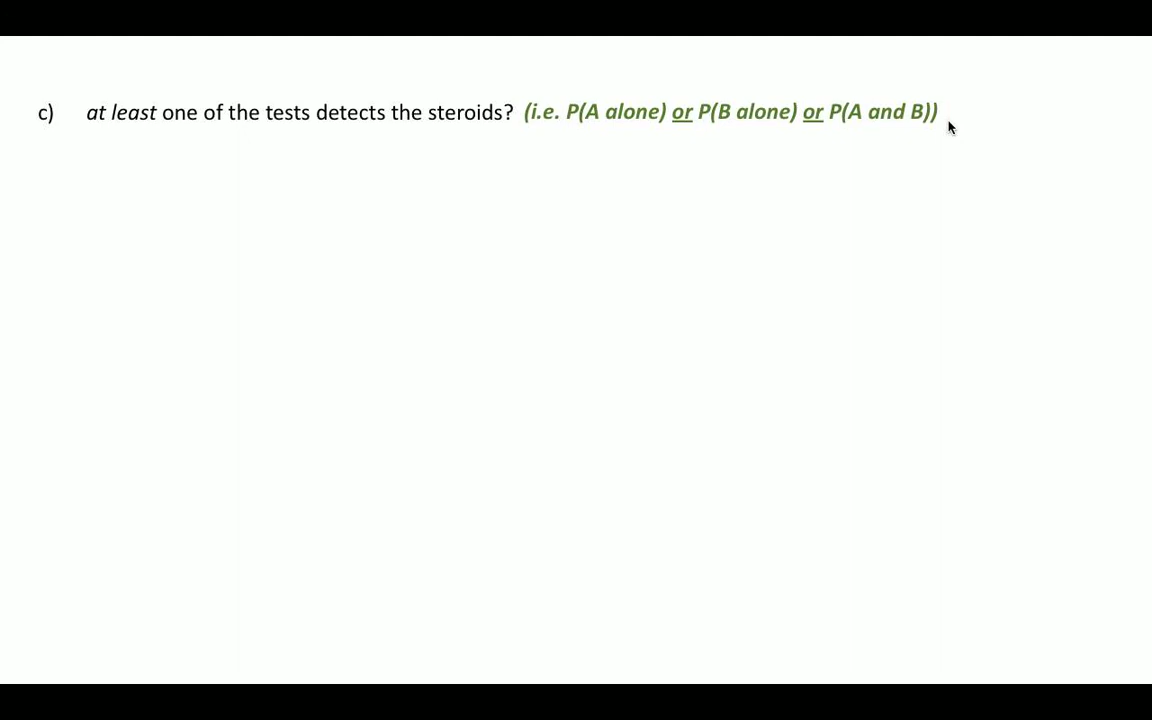 c) at least one of the tests detects the steroids? (i.e. P(A alone) or P(B alone) or P(A and B))